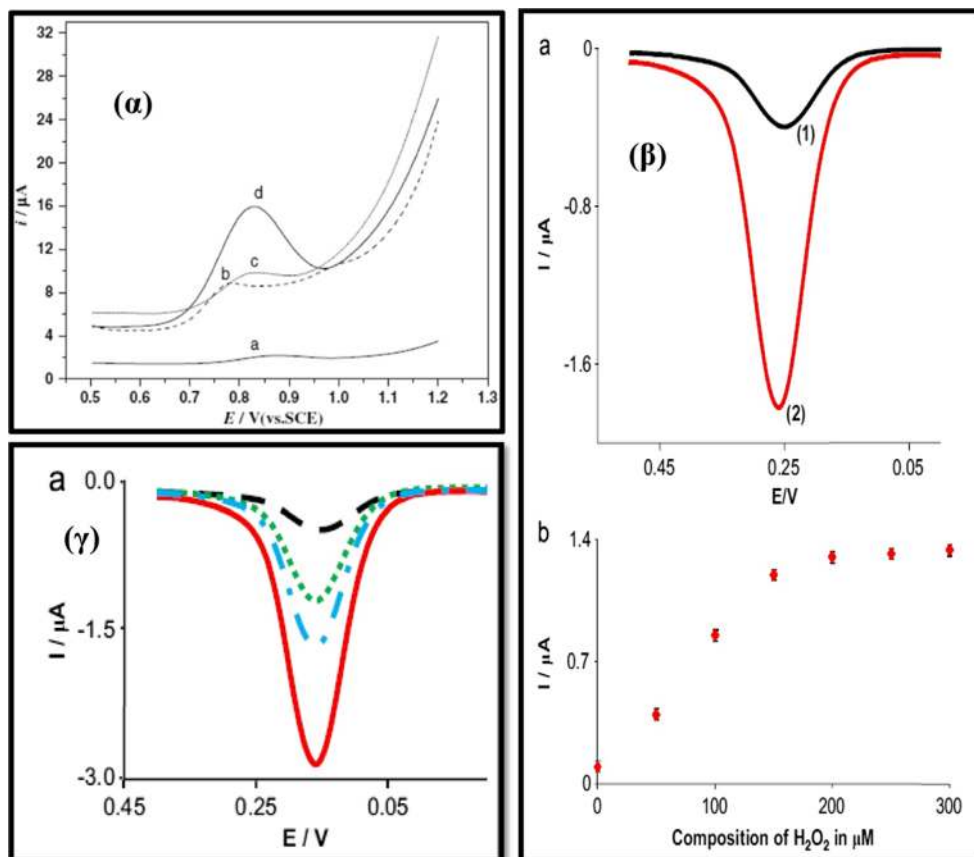 32
28
24
20
16
12
8
4
0
i / μA
(α)
d
c
b
a
0.5 0.6 0.7 0.8 0.9 1.0 1.1 1.2 1.3
E / V(vs.SCE)
a
0
-0.8
-1.6
I / μA
(β)
(1)
(2)
0.45 0.25 0.05
E/V
a
0.0
-1.5
-3.0
I / μA
(γ)
0.45 0.25 0.05
E / V
b
1.4
0.7
0
I / μA
0 100 200 300
Composition of H₂O₂ in μM